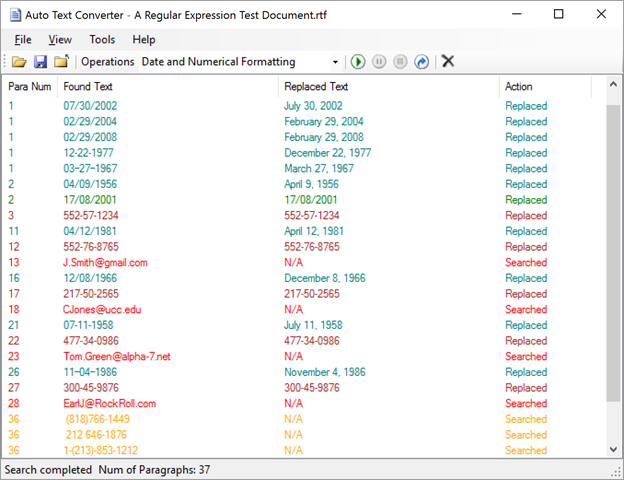 Auto Text Converter - A Regular Expression Test Document.rtf
File View Tools Help
Operations Date and Numerical Formatting
Para Num Found Text Replaced Text Action
1 07/30/2002 July 30, 2002 Replaced
1 02/29/2004 February 29, 2004 Replaced
1 02/29/2008 February 29, 2008 Replaced
1 12-22-1977 December 22, 1977 Replaced
1 03-27-1967 March 27, 1967 Replaced
2 04/09/1956 April 9, 1956 Replaced
2 17/08/2001 17/08/2001 Replaced
3 552-57-1234 552-57-1234 Replaced
11 04/12/1981 April 12, 1981 Replaced
12 552-76-8765 552-76-8765 Replaced
13 J.Smith@gmail.com N/A Searched
16 12/08/1966 December 8, 1966 Replaced
17 217-50-2565 217-50-2565 Replaced
18 CJones@ucc.edu N/A Searched
21 07-11-1958 July 11, 1958 Replaced
22 477-34-0986 477-34-0986 Replaced
23 Tom.Green@alpha-7.net N/A Searched
26 11-04-1986 November 4, 1986 Replaced
27 300-45-9876 300-45-9876 Replaced
28 EarlJ@RockRoll.com N/A Searched
36 (818)766-1449 N/A Searched
36 212 646-1876 N/A Searched
36 1-(213)-853-1212 N/A Searched
Search completed Num of Paragraphs: 37